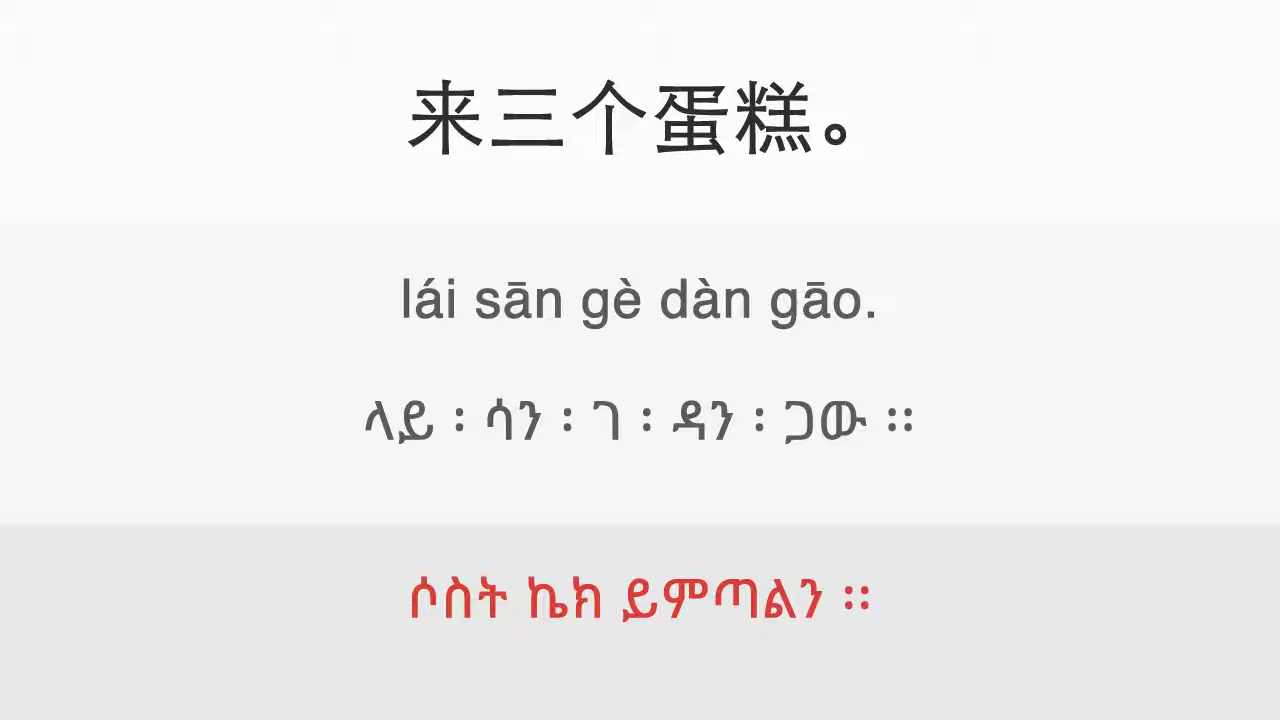 来三个蛋糕。
lái sān gè dàn gāo.
ላይ ፡ ሳን ፡ ገ ፡ ዳን ፡ ጋው ፡፡
ሶስት ኬክ ይምጣልን ፡፡